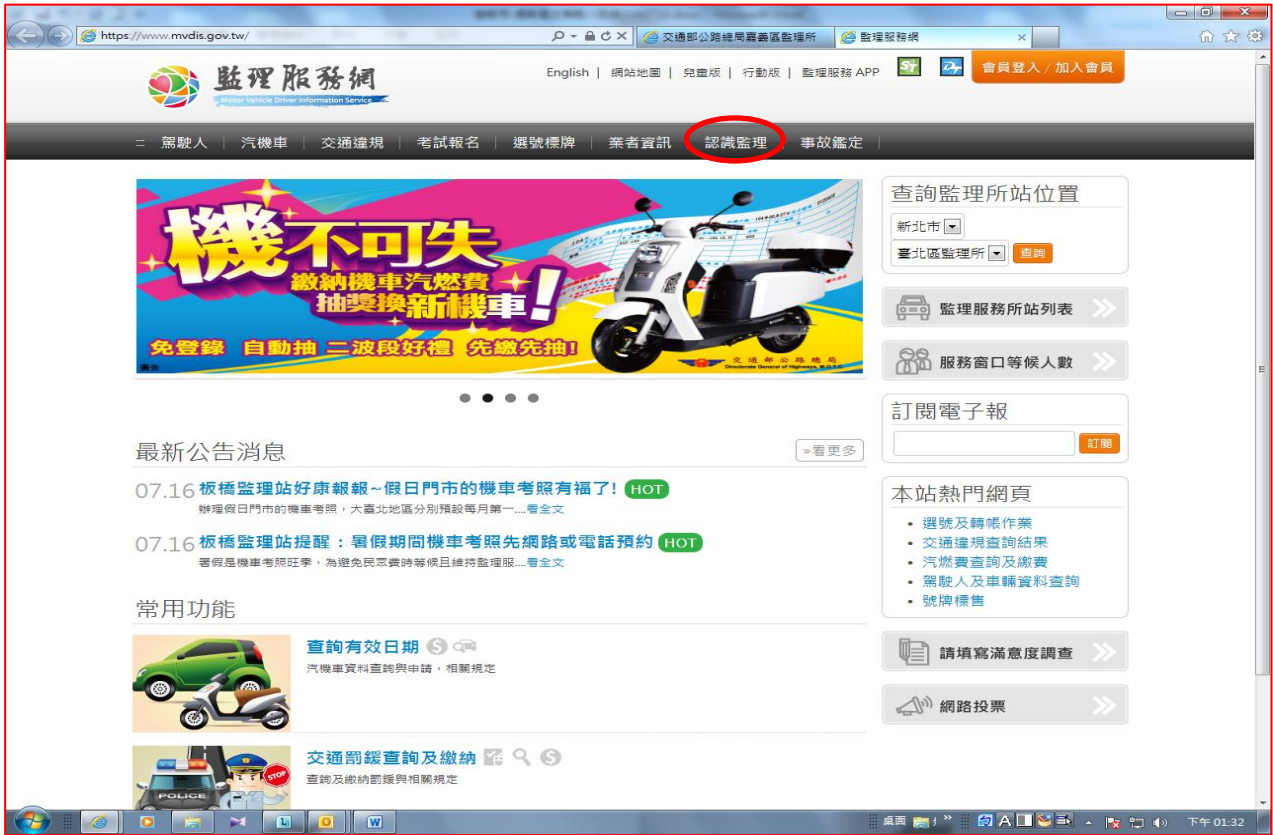 https://www.mvdis.gov.tw/
交通部公路總局嘉義區監理所
監理服務網
監理服務網
Motor Vehicle Driver Information Service
English | 網站地圖 | 兒童版 | 行動版 | 監理服務 APP
會員登入 / 加入會員
::: 駕駛人 | 汽機車 | 交通違規 | 考試報名 | 選號標牌 | 業者資訊 | 認識監理 | 事故鑑定 |
機不可失
繳納機車汽燃費
抽獎換新機車!
免登錄 自動抽 二波段好禮 先繳先抽!
廣告
交通部公路總局
Directorate General of Highways, M.O.T.C.
查詢監理所站位置
新北市
臺北區監理所 查詢
監理服務所站列表
服務窗口等候人數
訂閱電子報
訂閱
最新公告消息
»看更多
07.16 板橋監理站好康報報~假日門市的機車考照有福了! HOT
辦理假日門市的機車考照,大臺北地區分別預設每月第一....看全文
07.16 板橋監理站提醒:暑假期間機車考照先網路或電話預約 HOT
暑假是機車考照旺季,為避免民眾費時等候且維持監理服....看全文
本站熱門網頁
• 選號及轉帳作業
• 交通違規查詢結果
• 汽燃費查詢及繳費
• 駕駛人及車輛資料查詢
• 號牌標售
常用功能
查詢有效日期
汽機車資料查詢與申請,相關規定
請填寫滿意度調查
網路投票
交通罰鍰查詢及繳納
查詢及繳納罰鍰與相關規定
POLICE
STOP
桌面
下午 01:32